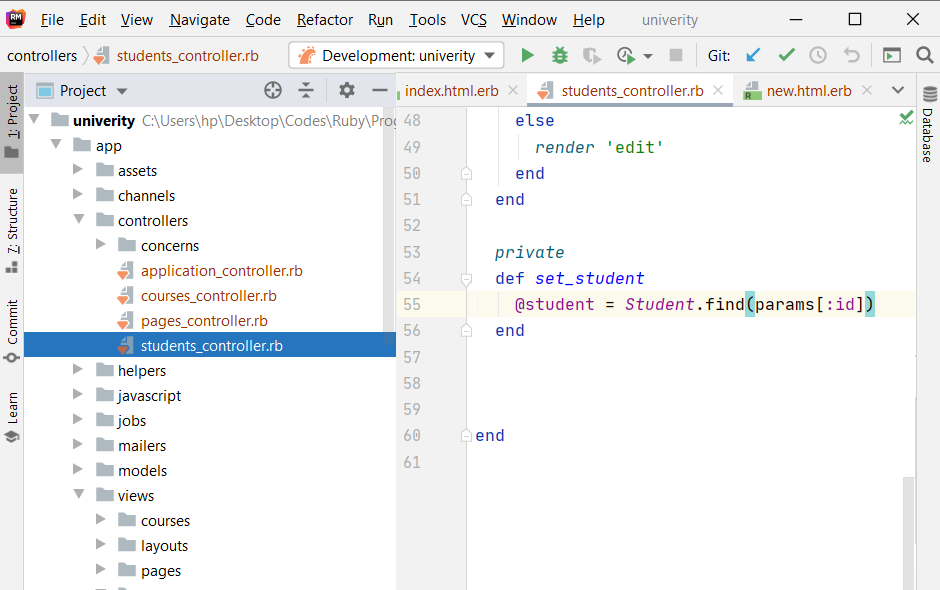 RM File Edit View Navigate Code Refactor Run Tools VCS Window Help univerity
controllers students_controller.rb Development: univerity Git:
1: Project
7: Structure
Commit
Learn
Project
univerity C:\Users\hp\Desktop\Codes\Ruby\Pro
app
assets
channels
controllers
concerns
application_controller.rb
courses_controller.rb
pages_controller.rb
students_controller.rb
helpers
javascript
jobs
mailers
models
views
courses
layouts
pages
index.html.erb students_controller.rb new.html.erb
48 else
49 render 'edit'
50 end
51 end
52
53 private
54 def set_student
55 @student = Student.find(params[:id])
56 end
57
58
59
60 end
61
Database